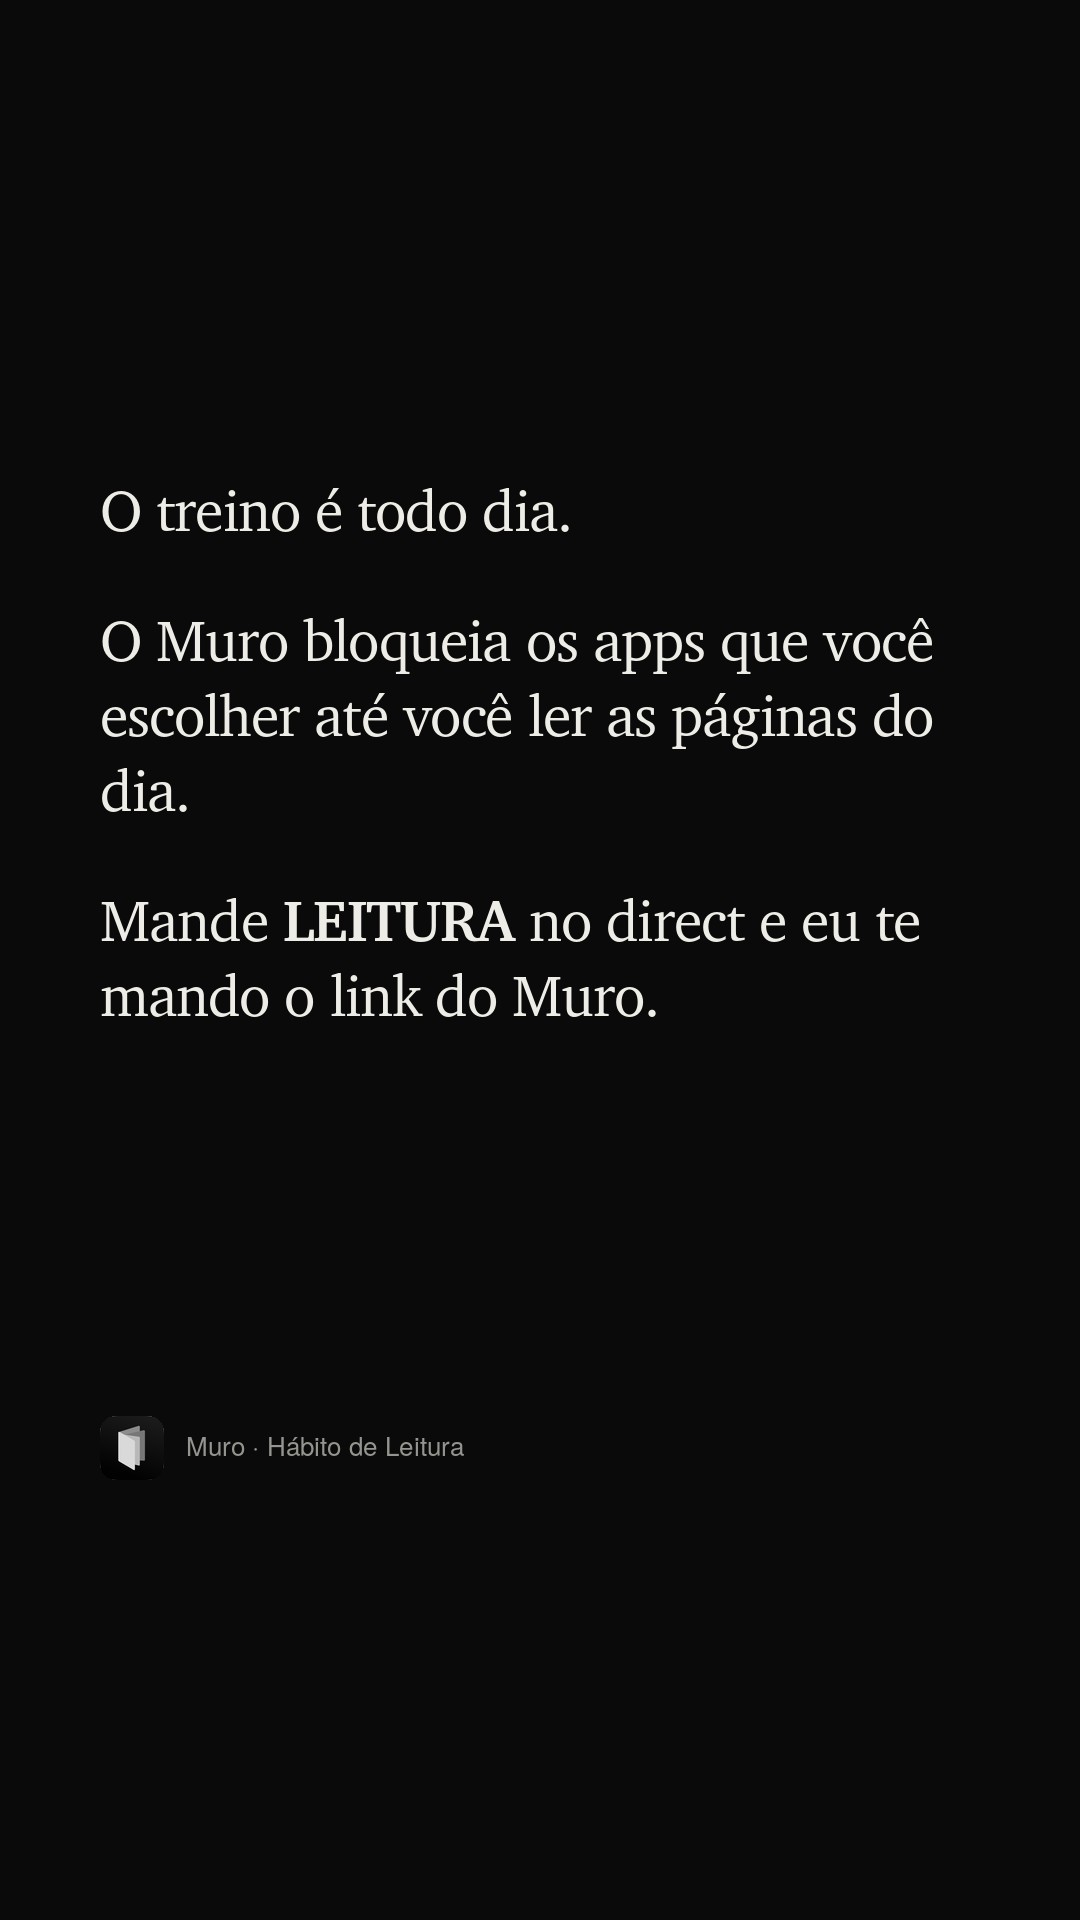 O treino é todo dia.
O Muro bloqueia os apps que você
escolher até você ler as páginas do
dia.
Mande LEITURA no direct e eu te
mando o link do Muro.
Muro · Hábito de Leitura